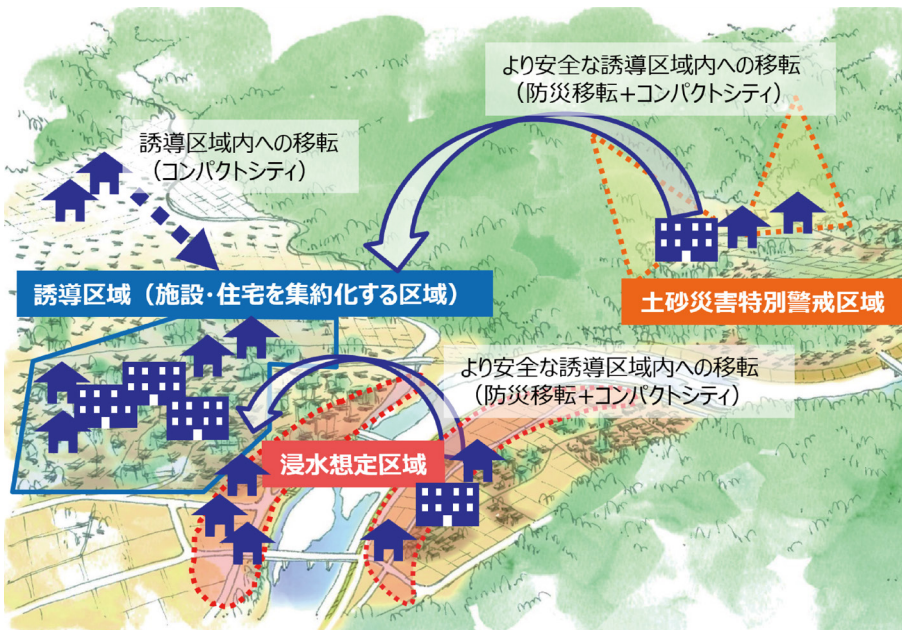 より安全な誘導区域内への移転
(防災移転+コンパクトシティ)
誘導区域内への移転
(コンパクトシティ)
誘導区域(施設・住宅を集約化する区域)
土砂災害特別警戒区域
より安全な誘導区域内への移転
(防災移転+コンパクトシティ)
浸水想定区域